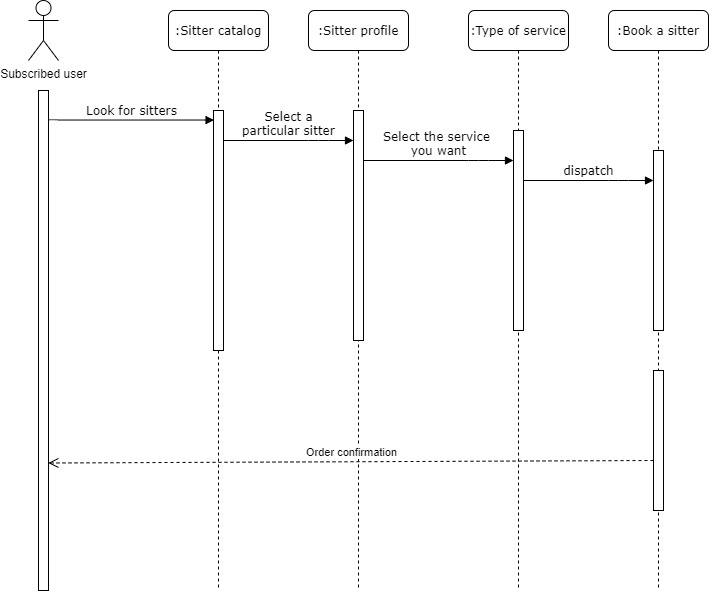 :Sitter catalog
:Sitter profile
:Type of service
:Book a sitter
Subscribed user
Look for sitters
Select a
particular sitter
Select the service
you want
dispatch
Order confirmation